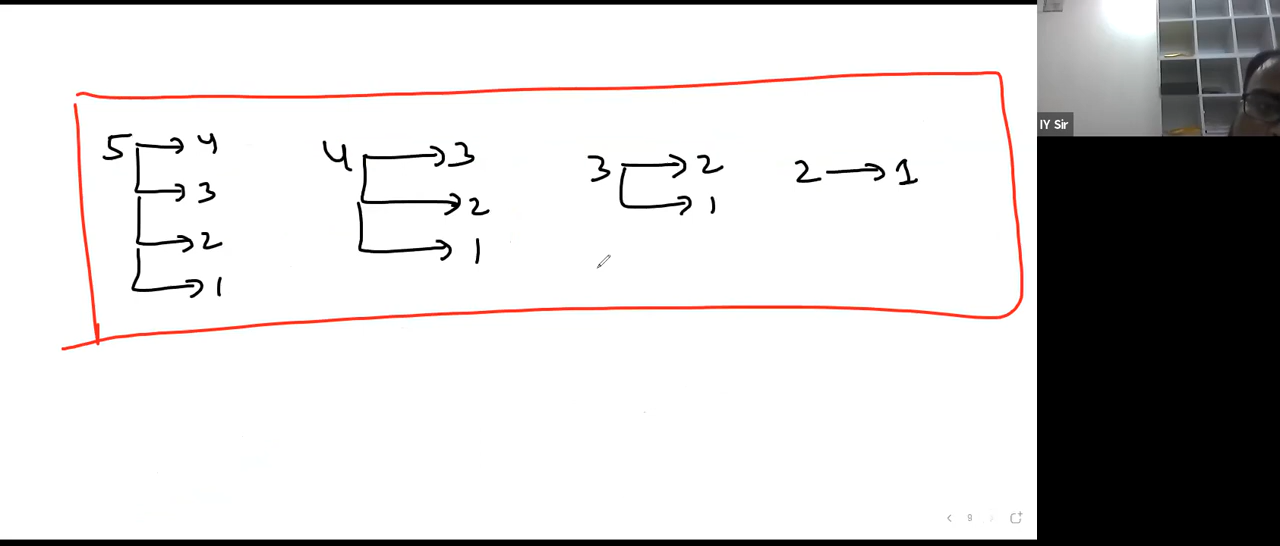 5 → 4
→ 3
→ 2
→ 1
4 → 3
→ 2
→ 1
3 → 2
→ 1
2 → 1
IY Sir
9